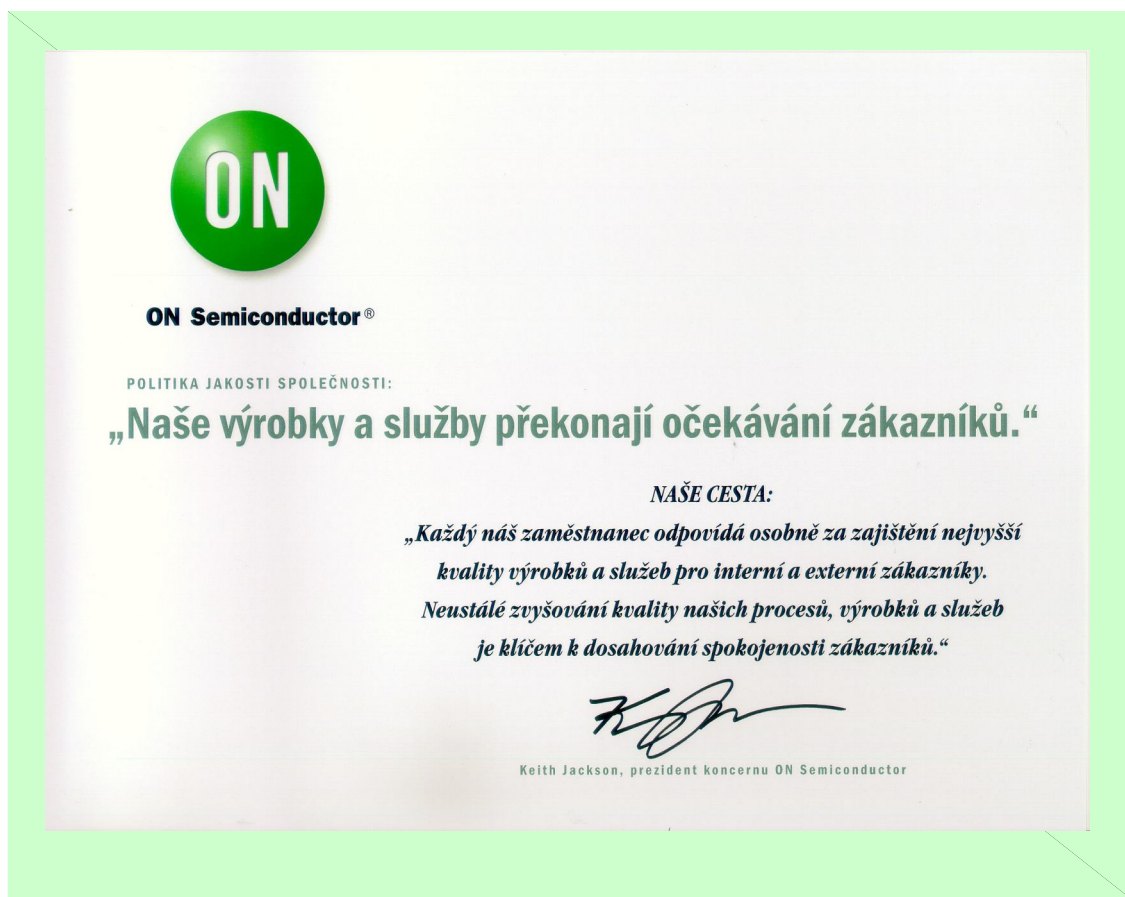 ON
ON Semiconductor®
POLITIKA JAKOSTI SPOLEČNOSTI:
„Naše výrobky a služby překonají očekávání zákazníků.“
NAŠE CESTA:
„Každý náš zaměstnanec odpovídá osobně za zajištění nejvyšší
kvality výrobků a služeb pro interní a externí zákazníky.
Neustálé zvyšování kvality našich procesů, výrobků a služeb
je klíčem k dosahování spokojenosti zákazníků.“
Keith Jackson, prezident koncernu ON Semiconductor